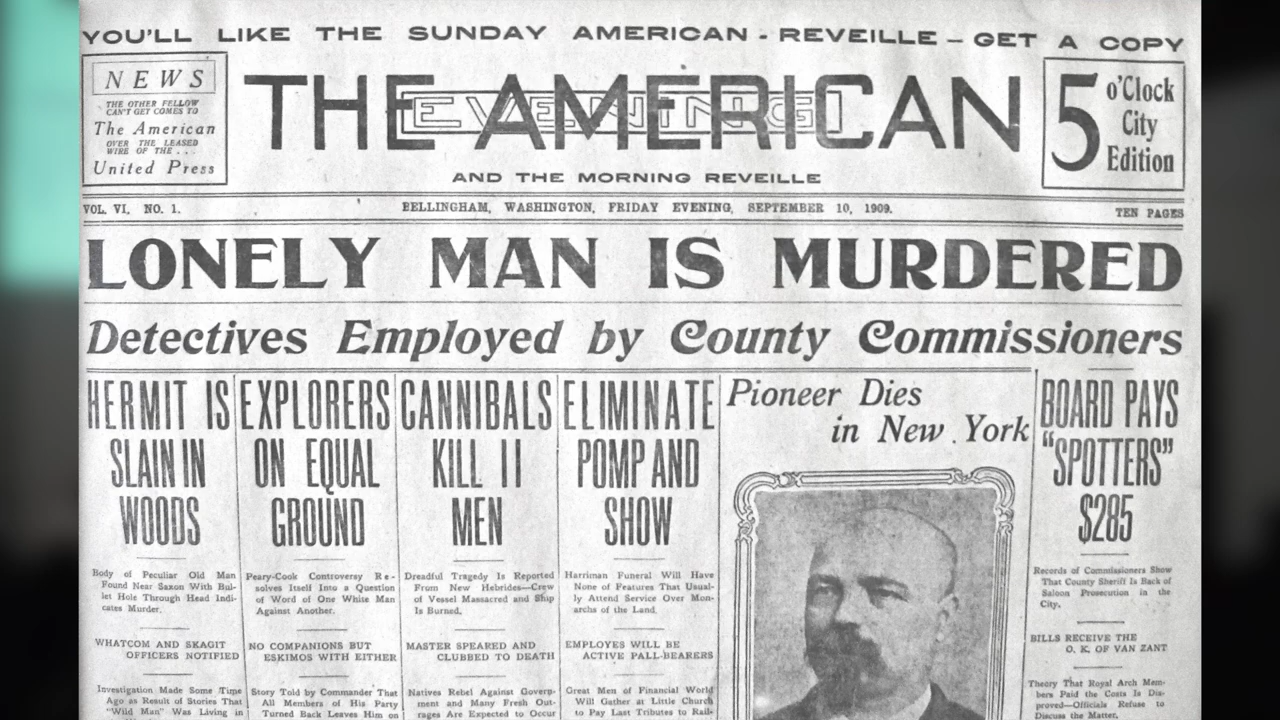 YOU'LL LIKE THE SUNDAY AMERICAN - REVEILLE - GET A COPY
NEWS
THE OTHER FELLOW
CAN'T GET COMES TO
The American
OVER THE LEASED
WIRE OF THE . . .
United Press
THE AMERICAN
EVENING
AND THE MORNING REVEILLE
5 o'Clock
City
Edition
VOL. VI, NO. 1.
BELLINGHAM, WASHINGTON, FRIDAY EVENING, SEPTEMBER 10, 1909.
TEN PAGES
LONELY MAN IS MURDERED
Detectives Employed by County Commissioners
HERMIT IS
SLAIN IN
WOODS
Body of Peculiar Old Man
Found Near Saxon With Bul-
let Hole Through Head Indi-
cates Murder.
WHATCOM AND SKAGIT
OFFICERS NOTIFIED
Investigation Made Some Time
Ago as Result of Stories That
"Wild Man" Was Living in
EXPLORERS
ON EQUAL
GROUND
Peary-Cook Controversy Re-
solves Itself Into a Question
of Word of One White Man
Against Another.
NO COMPANIONS BUT
ESKIMOS WITH EITHER
Story Told by Commander That
All Members of His Party
Turned Back Leaves Him on
CANNIBALS
KILL 11
MEN
Dreadful Tragedy Is Reported
From New Hebrides—Crew
of Vessel Massacred and Ship
Is Burned.
MASTER SPEARED AND
CLUBBED TO DEATH
Natives Rebel Against Govern-
ment and Many Fresh Out-
rages Are Expected to Occur
ELIMINATE
POMP AND
SHOW
Harriman Funeral Will Have
None of Features That Usual-
ly Attend Service Over Mon-
archs of the Land.
EMPLOYES WILL BE
ACTIVE PALL-BEARERS
Great Men of Financial World
Will Gather at Little Church
to Pay Last Tributes to Rail-
Pioneer Dies
in New York
BOARD PAYS
"SPOTTERS"
$285
Records of Commissioners Show
That County Sheriff Is Back of
Saloon Prosecution in the
City.
BILLS RECEIVE THE
O. K. OF VAN ZANT
Theory That Royal Arch Mem-
bers Paid the Costs Is Dis-
proved—Officials Refuse to
Discuss the Matter.